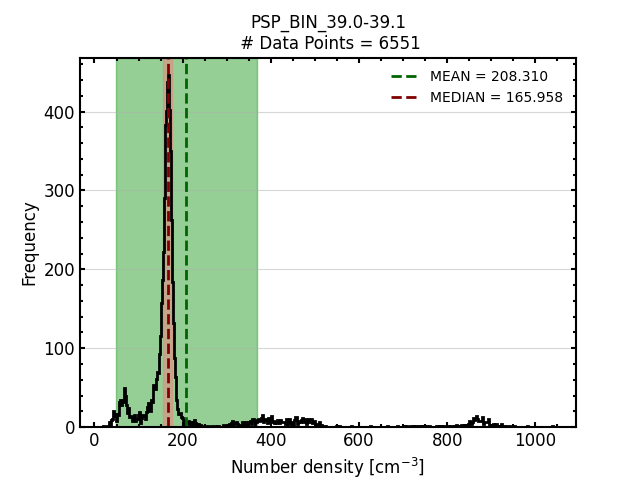 PSP_BIN_39.0-39.1
# Data Points = 6551
MEAN = 208.310
MEDIAN = 165.958
Frequency
400
300
200
100
0
0 200 400 600 800 1000
Number density [cm⁻³]